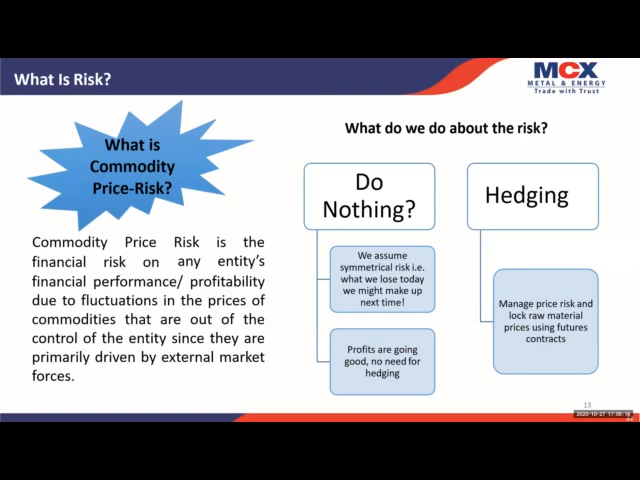 What Is Risk?
MCX
METAL & ENERGY
Trade with Trust
What is
Commodity
Price-Risk?
Commodity Price Risk is the
financial risk on any entity's
financial performance/ profitability
due to fluctuations in the prices of
commodities that are out of the
control of the entity since they are
primarily driven by external market
forces.
What do we do about the risk?
Do
Nothing?
We assume
symmetrical risk i.e.
what we lose today
we might make up
next time!
Profits are going
good, no need for
hedging
Hedging
Manage price risk and
lock raw material
prices using futures
contracts
13